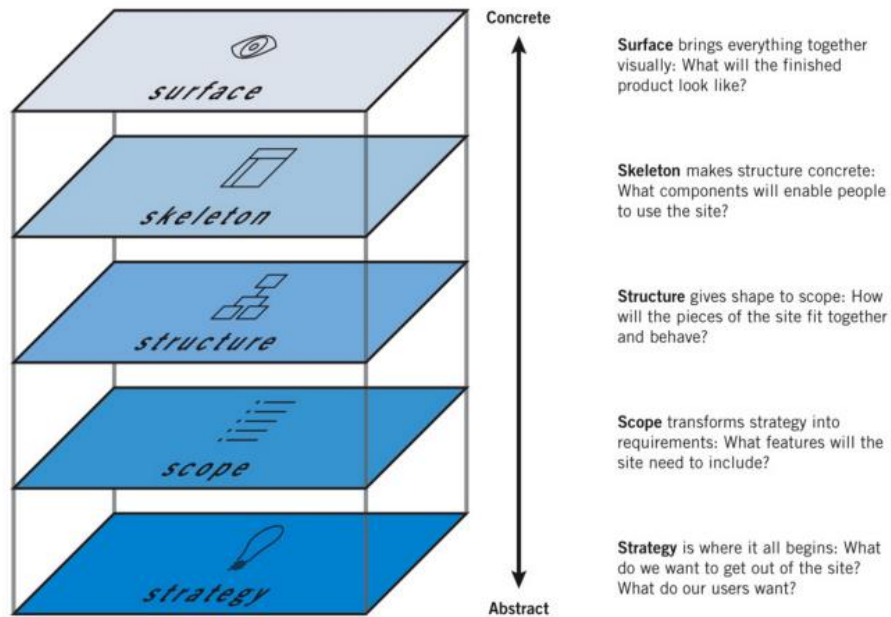 Concrete
Surface brings everything together
visually: What will the finished
product look like?
surface
Skeleton makes structure concrete:
What components will enable people
to use the site?
skeleton
Structure gives shape to scope: How
will the pieces of the site fit together
and behave?
structure
Scope transforms strategy into
requirements: What features will the
site need to include?
scope
Strategy is where it all begins: What
do we want to get out of the site?
What do our users want?
strategy
Abstract